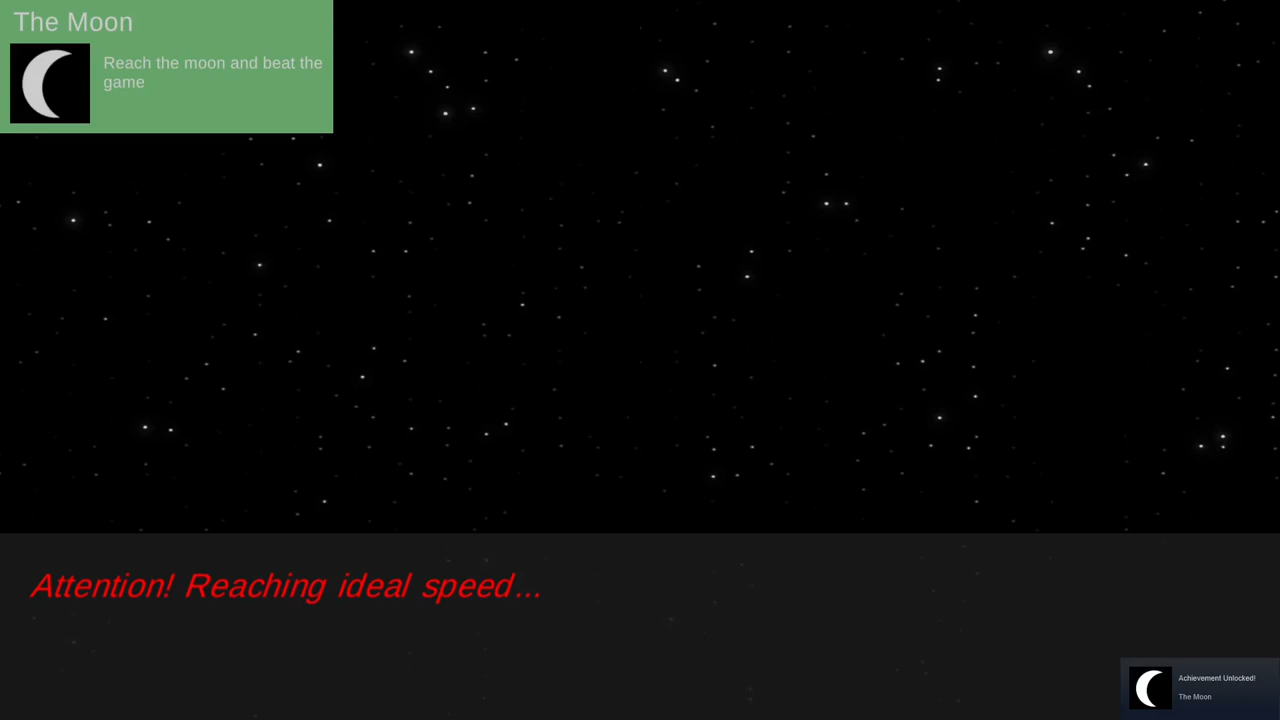 The Moon
Reach the moon and beat the
game
Attention! Reaching ideal speed...
Achievement Unlocked!
The Moon